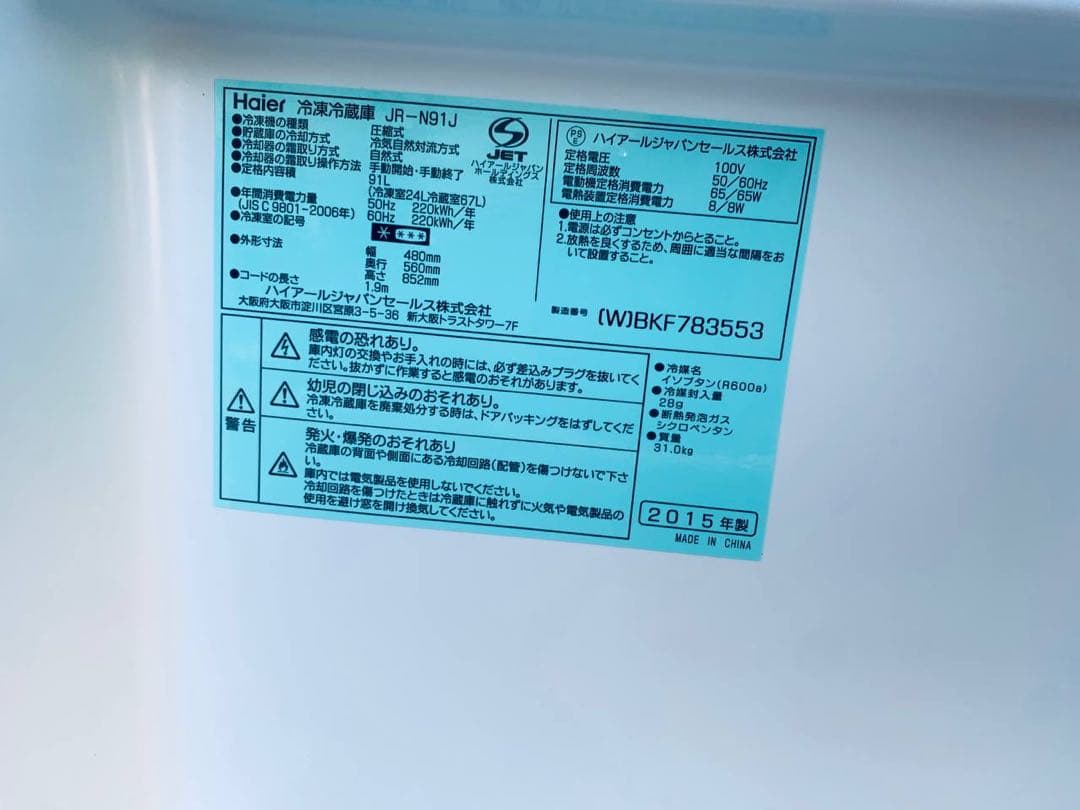 Haier 冷凍冷蔵庫 JR-N91J
●冷凍機の種類 圧縮式
●貯蔵庫の冷却方式 冷気自然対流方式
●冷却器の霜取り方式 自然式
●冷却器の霜取り操作方法 手動開始・手動終了
●定格内容積 91L
(冷凍室24L冷蔵室67L)
●年間消費電力量 50Hz 220kWh/年
(JIS C 9801-2006年) 60Hz 220kWh/年
●冷凍室の記号 * ***
●外形寸法 幅 480mm
奥行 560mm
高さ 852mm
●コードの長さ 1.9m
ハイアールジャパンセールス株式会社
大阪府大阪市淀川区宮原3-5-36 新大阪トラストタワー7F
S
JET
ハイアールジャパン
ホールディングス
株式会社
PS
E ハイアールジャパンセールス株式会社
定格電圧 100V
定格周波数 50/60Hz
電動機定格消費電力 65/65W
電熱装置定格消費電力 8/8W
●使用上の注意
1.電源は必ずコンセントからとること。
2.放熱を良くするため、周囲に適当な間隔をお
いて設置すること。
製造番号 (W)BKF783553
警告
感電の恐れあり。
庫内灯の交換やお手入れの時には、必ず差込みプラグを抜いてく
ださい。抜かずに作業すると感電のおそれがあります。
幼児の閉じ込みのおそれあり。
冷凍冷蔵庫を廃棄処分する時は、ドアパッキングをはずしてくだ
さい。
発火・爆発のおそれあり
冷蔵庫の背面や側面にある冷却回路(配管)を傷つけないで下さ
い。
庫内では電気製品を使用しないでください。
冷却回路を傷つけたときは冷蔵庫に触れずに火気や電気製品の
使用を避け窓を開け換気してください。
●冷媒名
イソブタン(R600a)
●冷媒封入量
28g
●断熱発泡ガス
シクロペンタン
●質量
31.0kg
2015年製
MADE IN CHINA